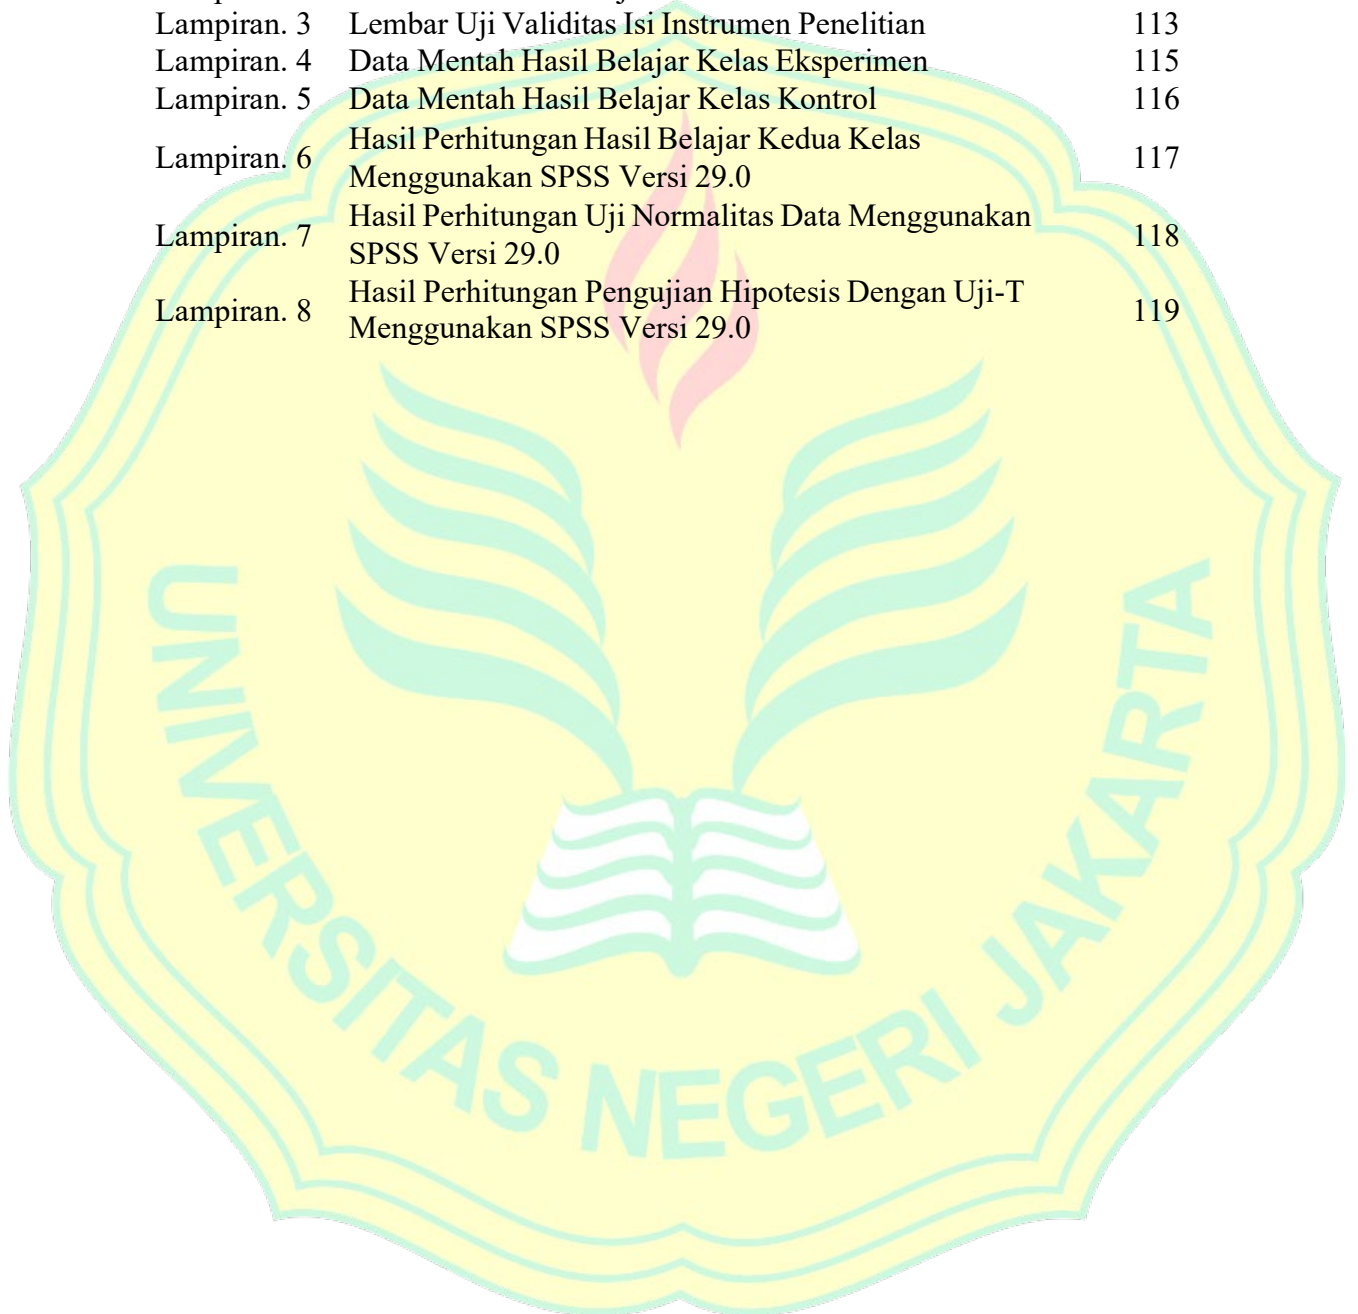 Lampiran. 3 Lembar Uji Validitas Isi Instrumen Penelitian 113
Lampiran. 4 Data Mentah Hasil Belajar Kelas Eksperimen 115
Lampiran. 5 Data Mentah Hasil Belajar Kelas Kontrol 116
Lampiran. 6 Hasil Perhitungan Hasil Belajar Kedua Kelas
Menggunakan SPSS Versi 29.0 117
Lampiran. 7 Hasil Perhitungan Uji Normalitas Data Menggunakan
SPSS Versi 29.0 118
Lampiran. 8 Hasil Perhitungan Pengujian Hipotesis Dengan Uji-T
Menggunakan SPSS Versi 29.0 119
UNIVERSITAS NEGERI JAKARTA